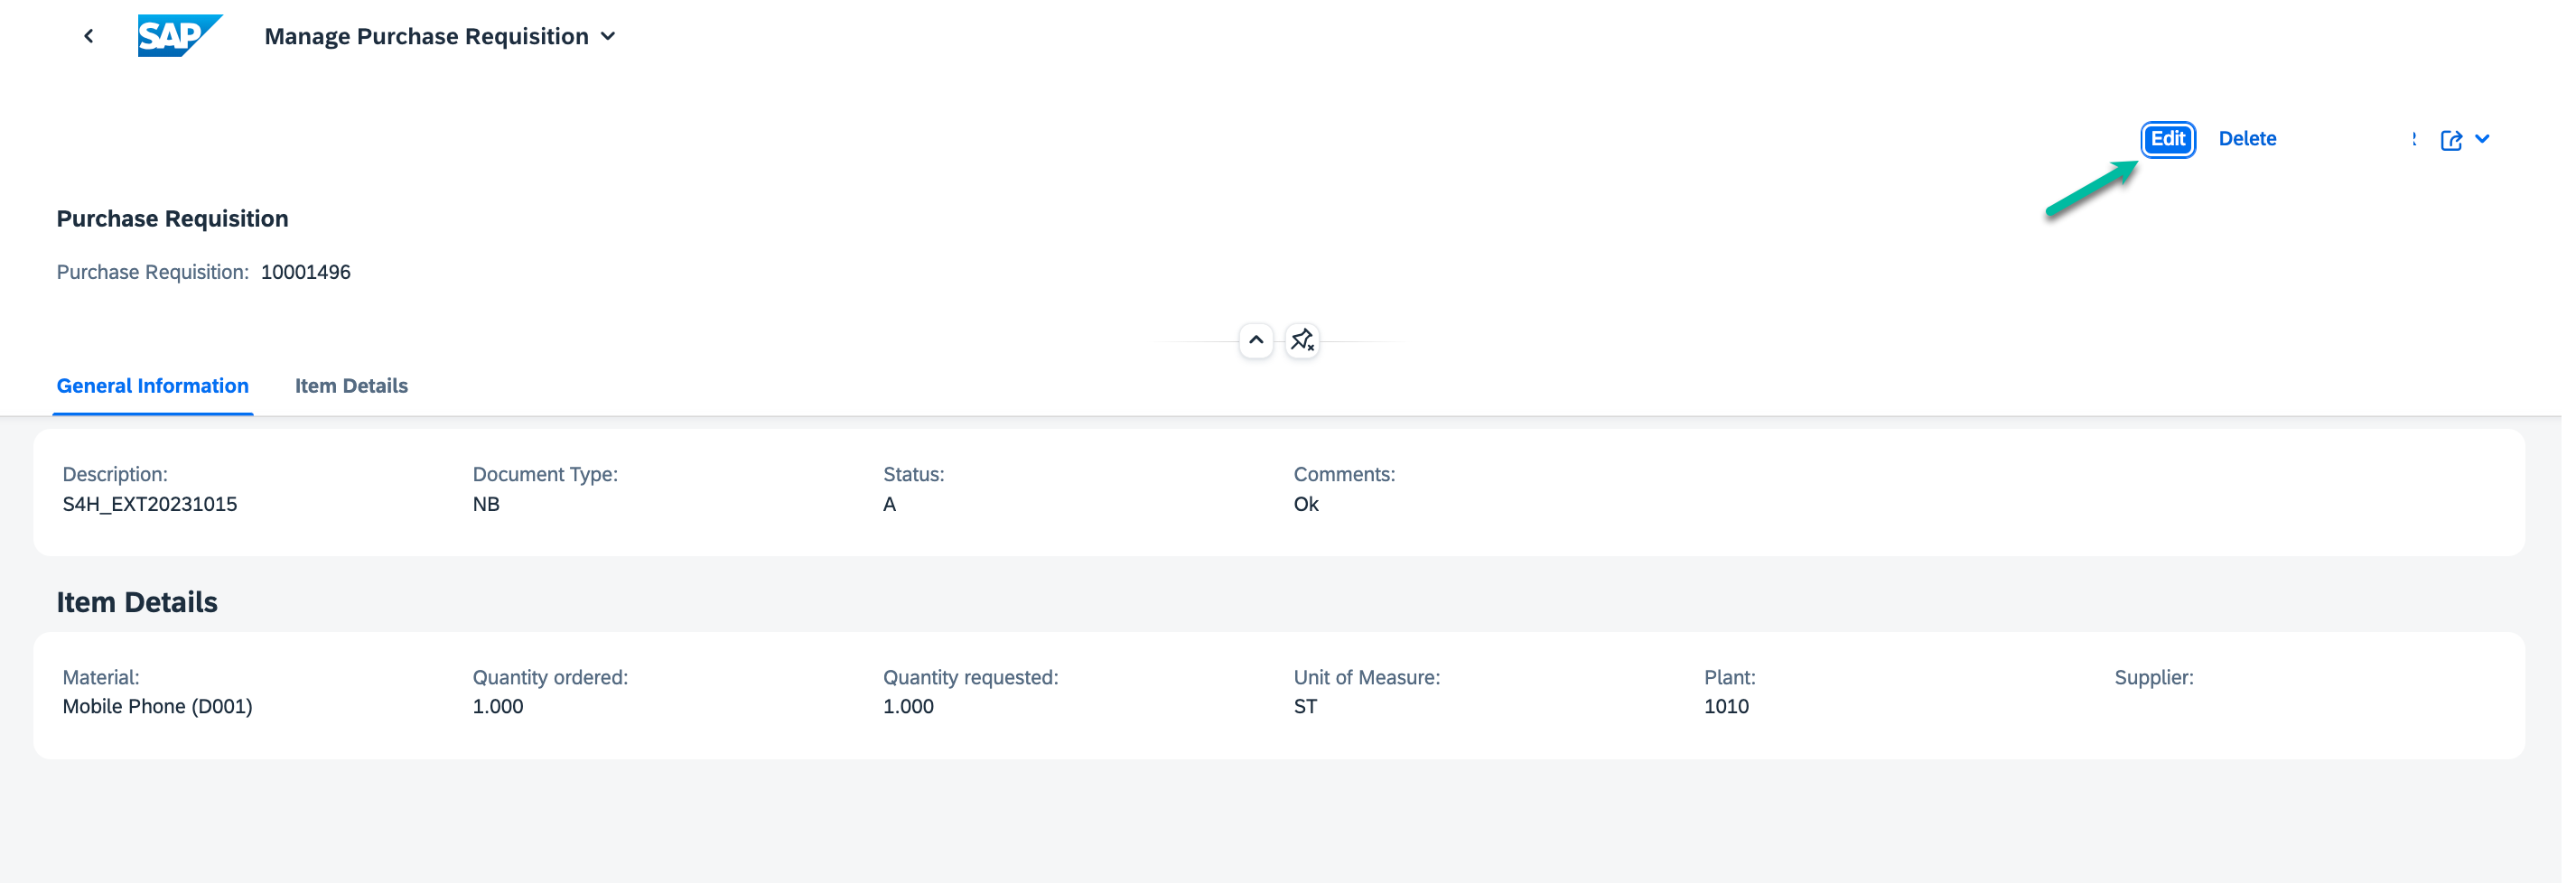 SAP
Manage Purchase Requisition
Edit
Delete
Purchase Requisition
Purchase Requisition: 10001496
General Information
Item Details
Description:
S4H_EXT20231015
Document Type:
NB
Status:
A
Comments:
Ok
Item Details
Material:
Mobile Phone (D001)
Quantity ordered:
1.000
Quantity requested:
1.000
Unit of Measure:
ST
Plant:
1010
Supplier: